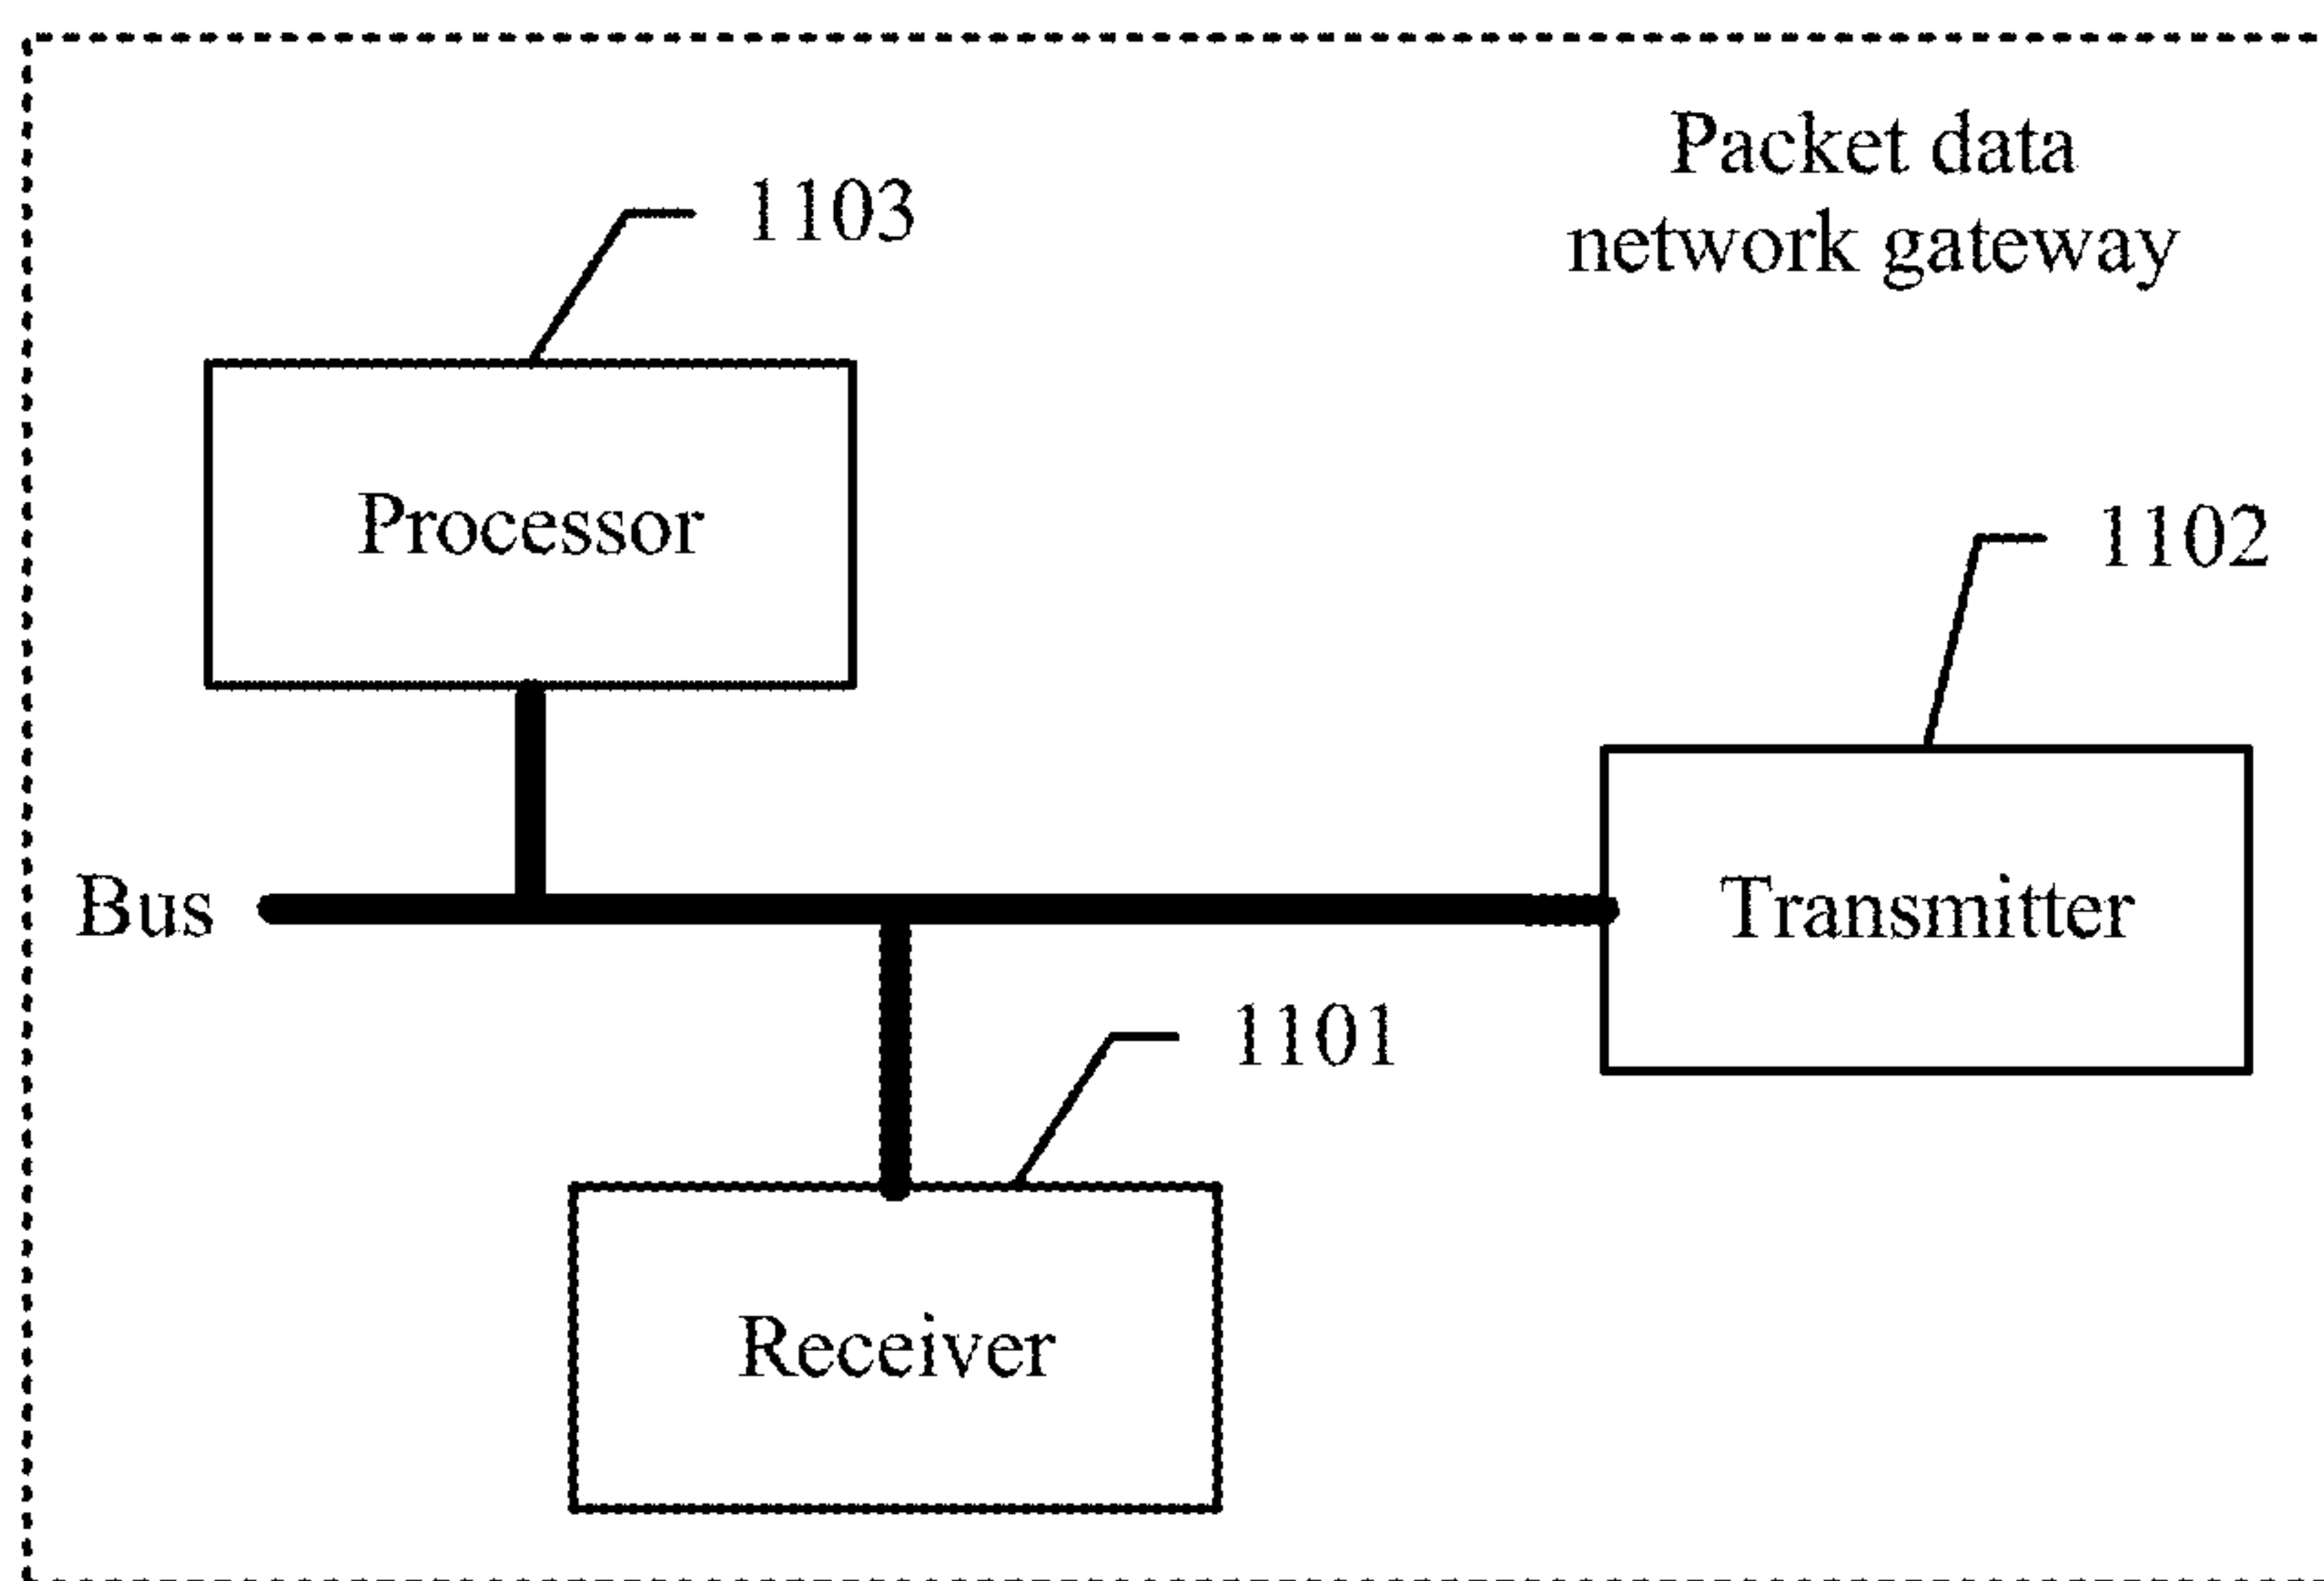 Packet data
network gateway
1103
Processor
1102
Bus
Transmitter
1101
Receiver